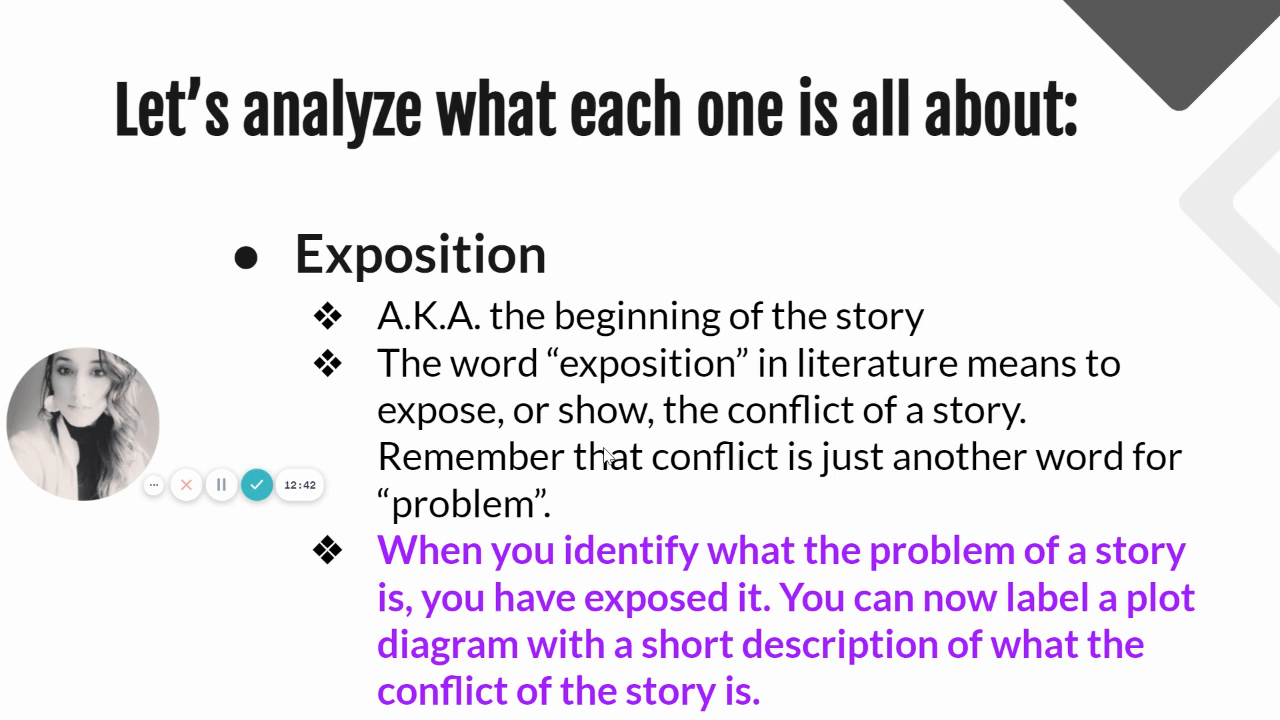 Let's analyze what each one is all about:
● Exposition
❖ A.K.A. the beginning of the story
❖ The word “exposition” in literature means to
expose, or show, the conflict of a story.
Remember that conflict is just another word for
“problem”.
❖ When you identify what the problem of a story
is, you have exposed it. You can now label a plot
diagram with a short description of what the
conflict of the story is.
12:42